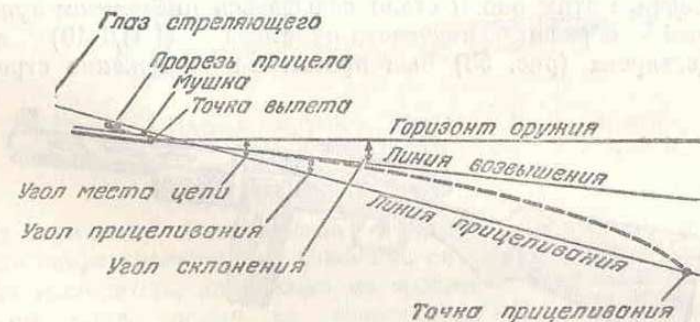 Глаз стреляющего
Прорезь прицела
Мушка
Точка вылета
Горизонт оружия
Линия возвышения
Угол места цели
Линия прицеливания
Угол прицеливания
Угол склонения
Точка прицеливания